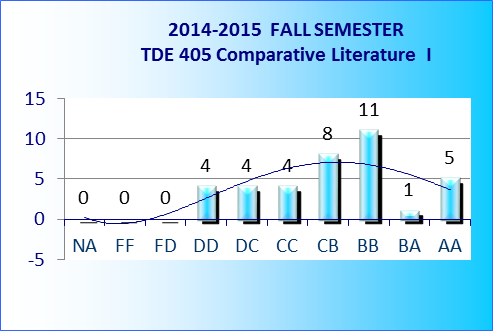 2014-2015 FALL SEMESTER
TDE 405 Comparative Literature I
15
10
5
0
-5
0 0 0 4 4 4 8 11 1 5
NA FF FD DD DC CC CB BB BA AA